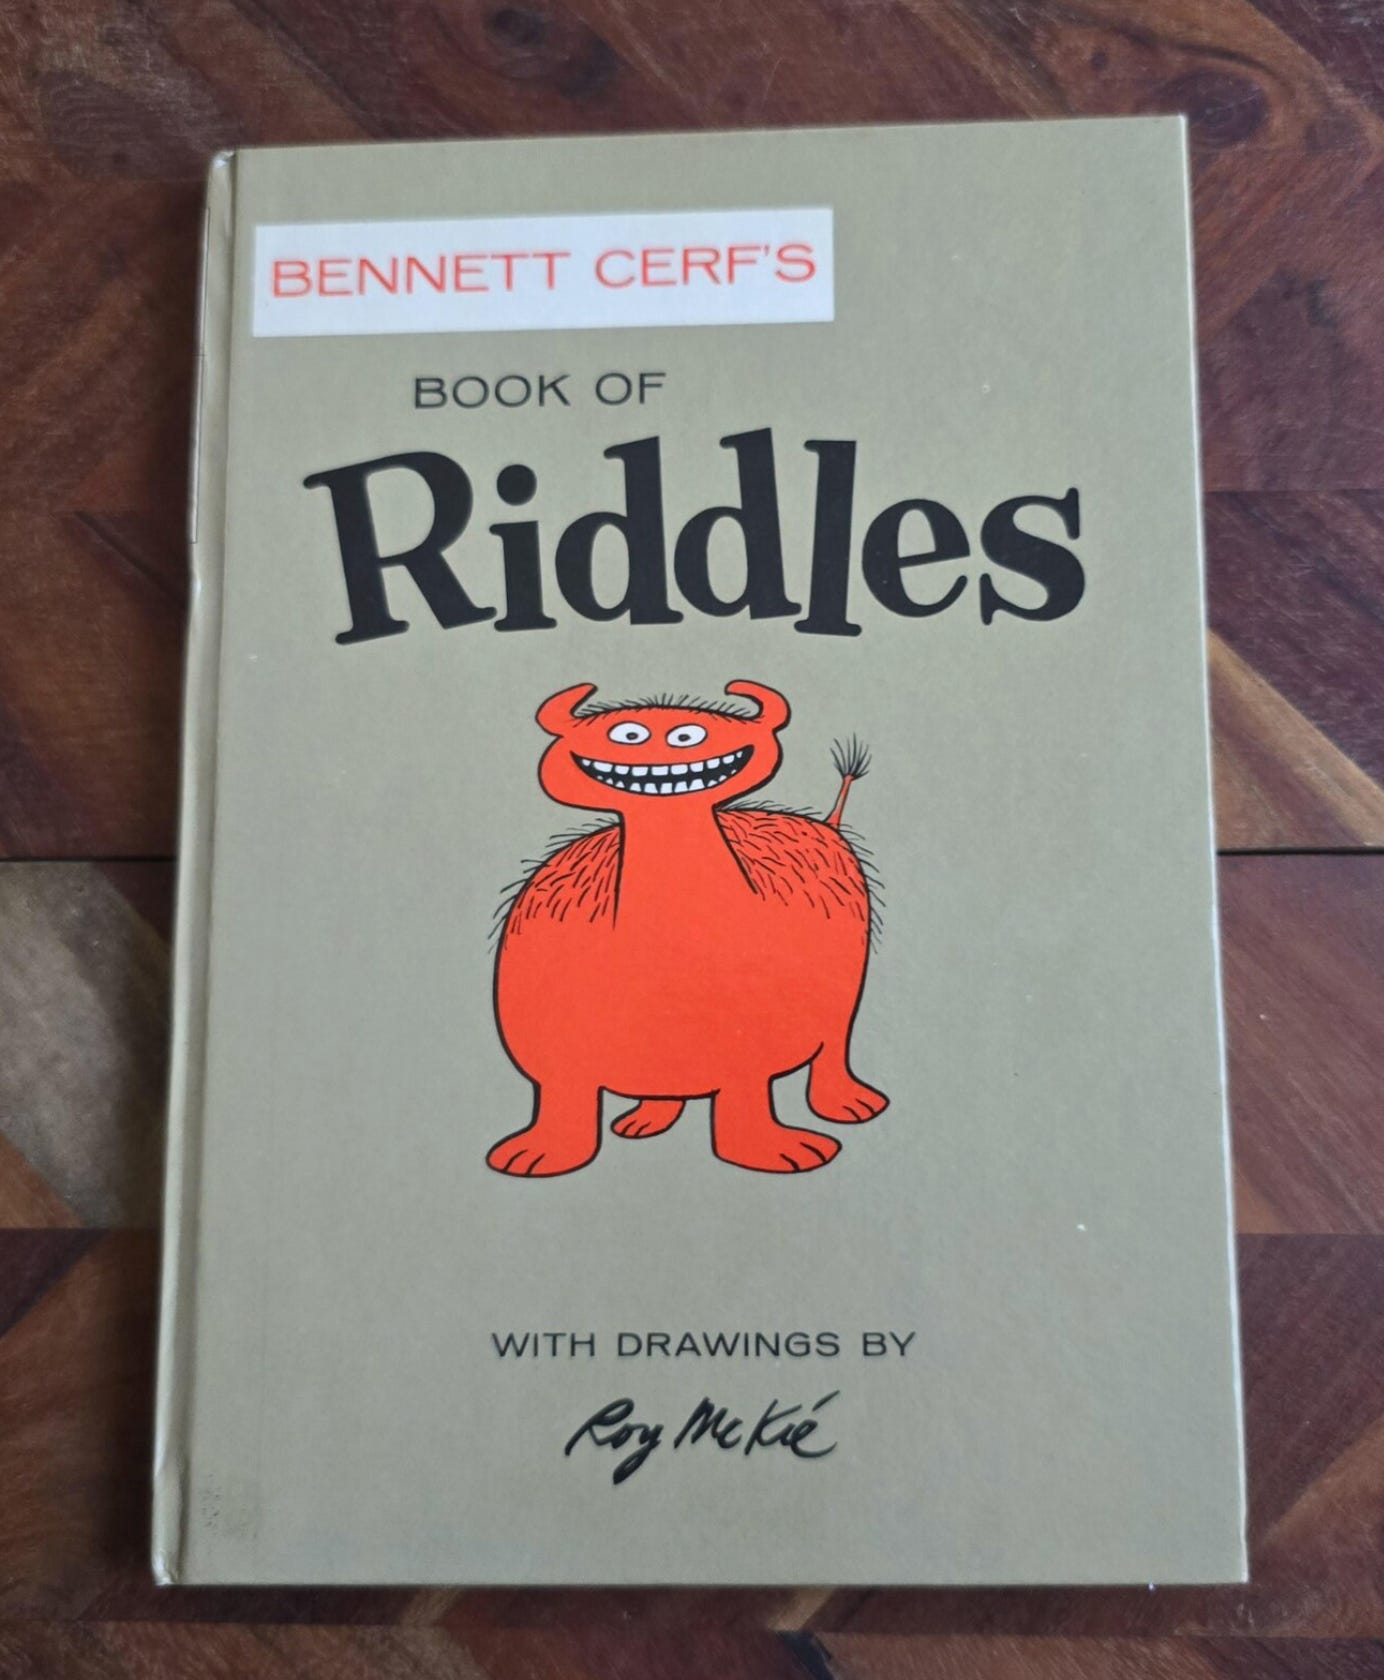 BENNETT CERF'S
BOOK OF
Riddles
WITH DRAWINGS BY
Roy McKié